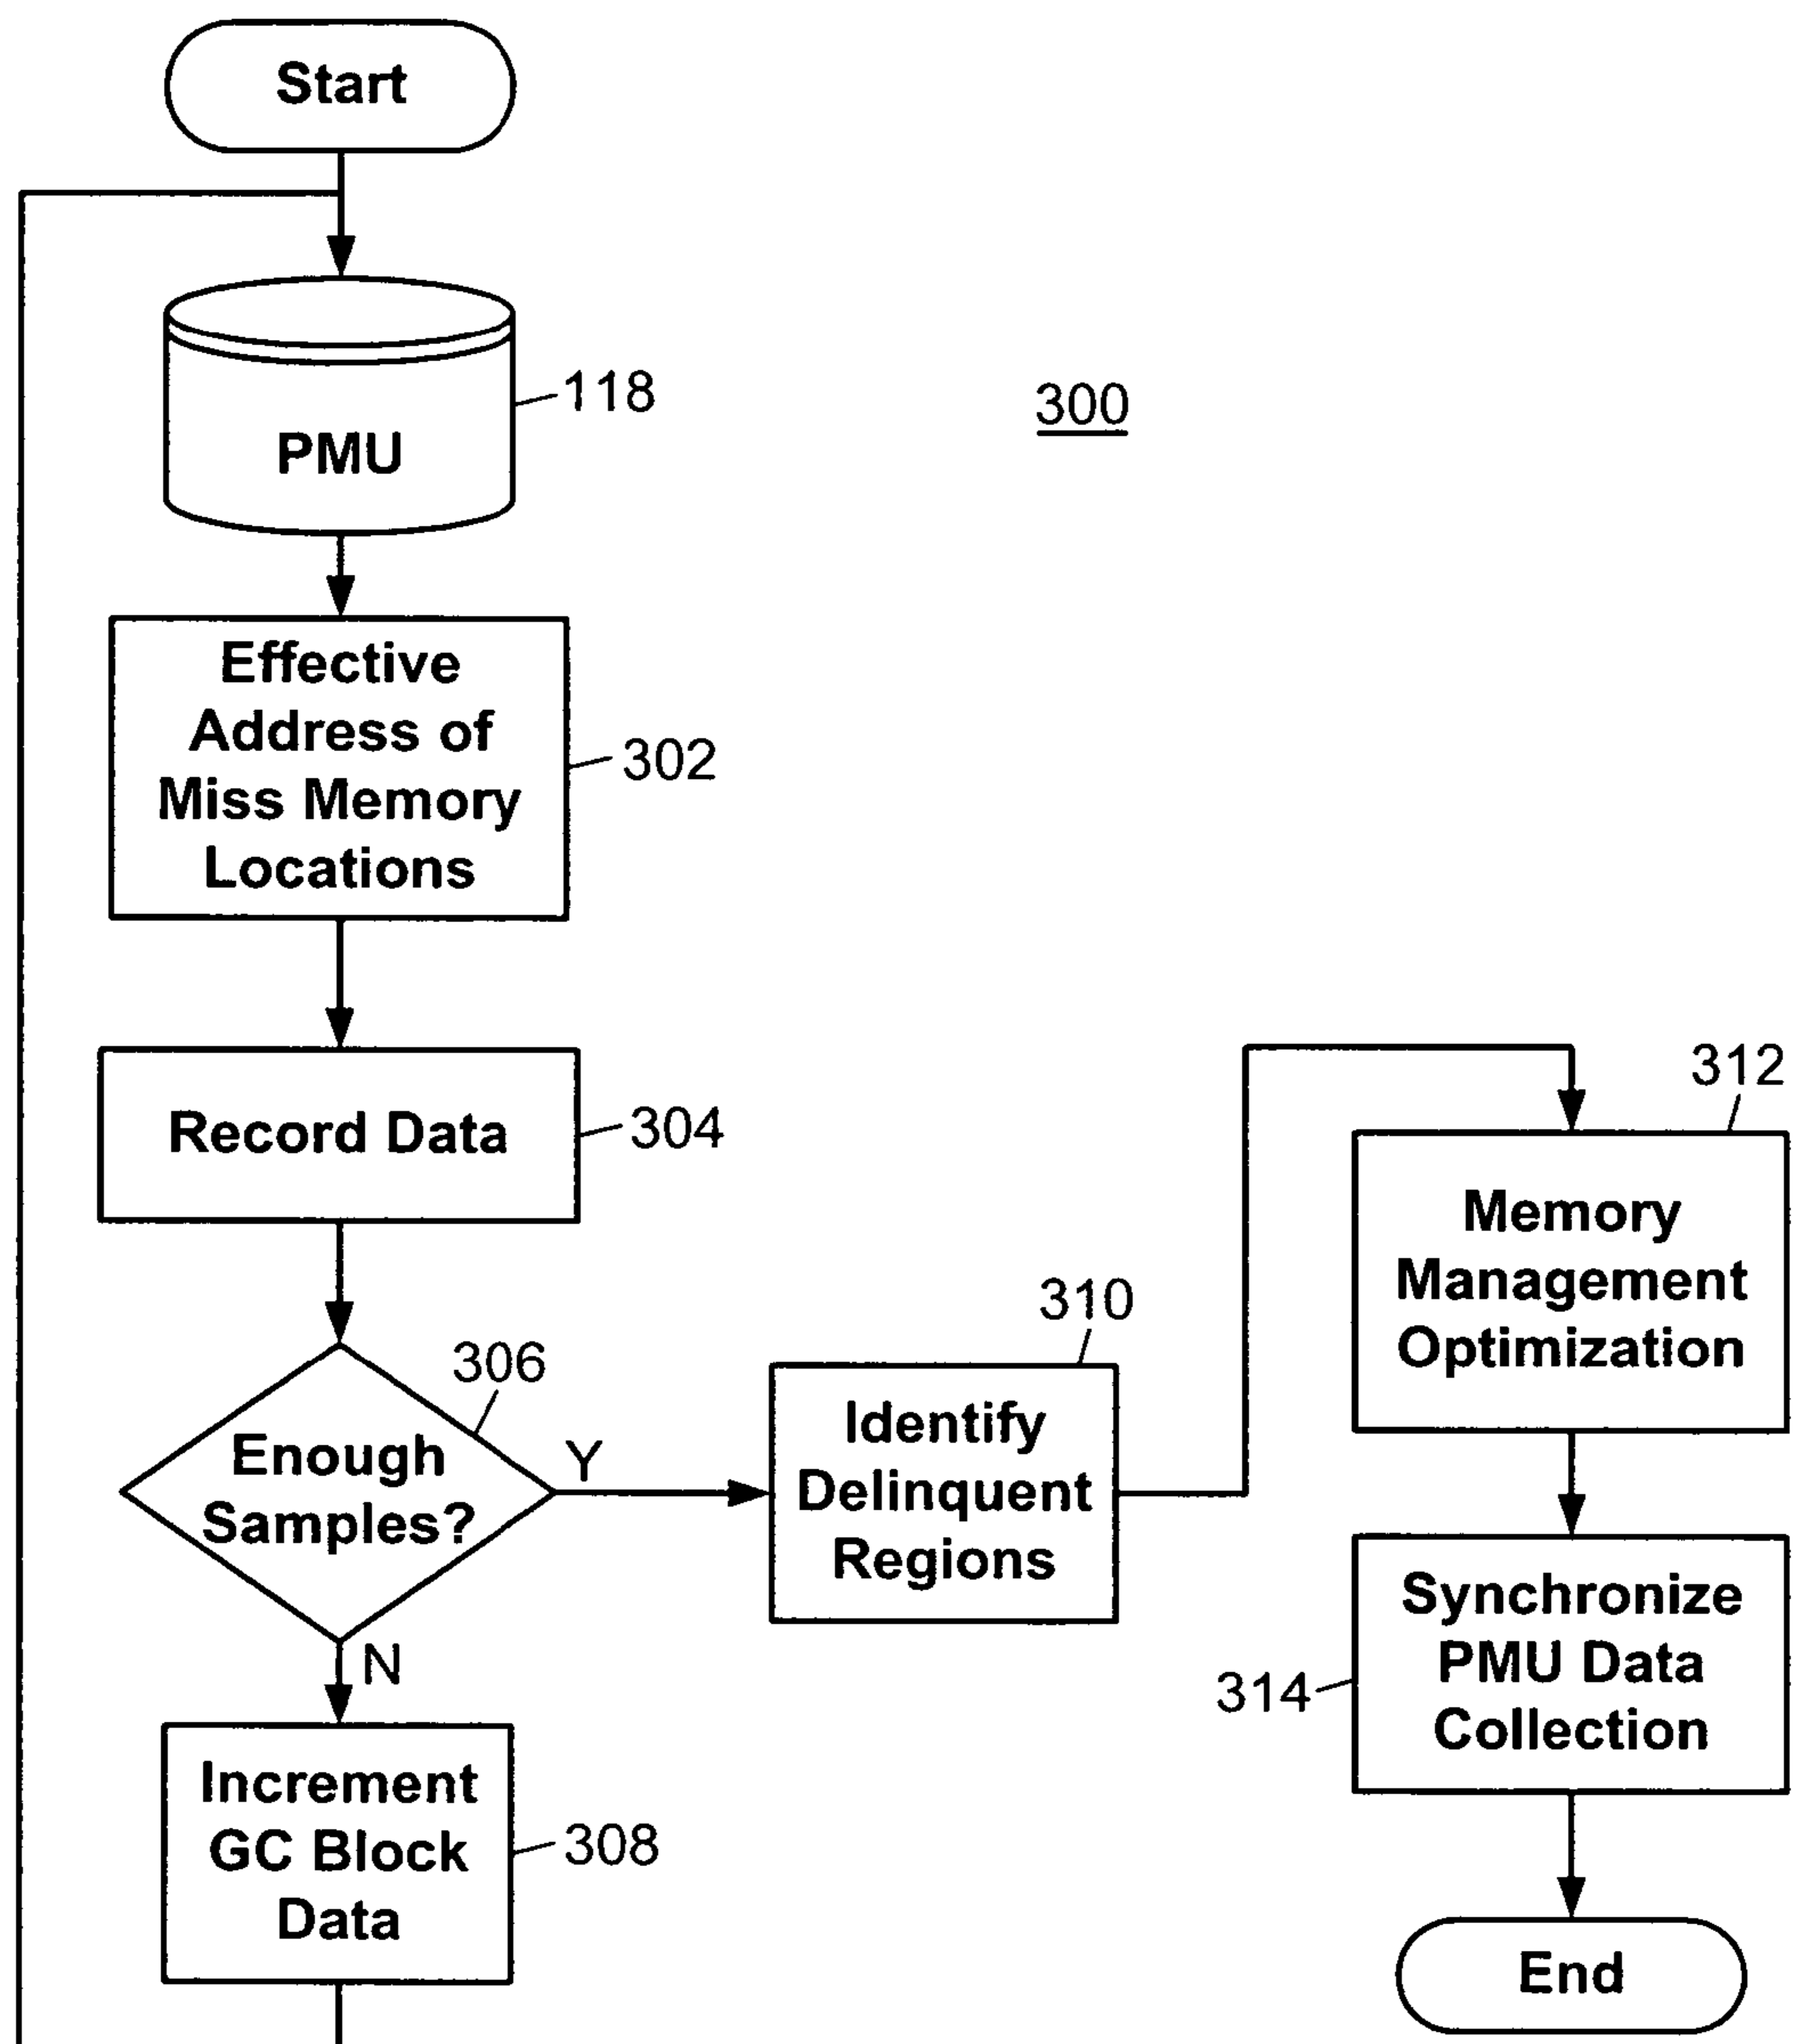 Start
118
PMU
300
Effective
Address of
Miss Memory
Locations
302
Record Data
304
306
Enough
Samples?
Y
N
Increment
GC Block
Data
308
310
Identify
Delinquent
Regions
312
Memory
Management
Optimization
Synchronize
PMU Data
Collection
314
End